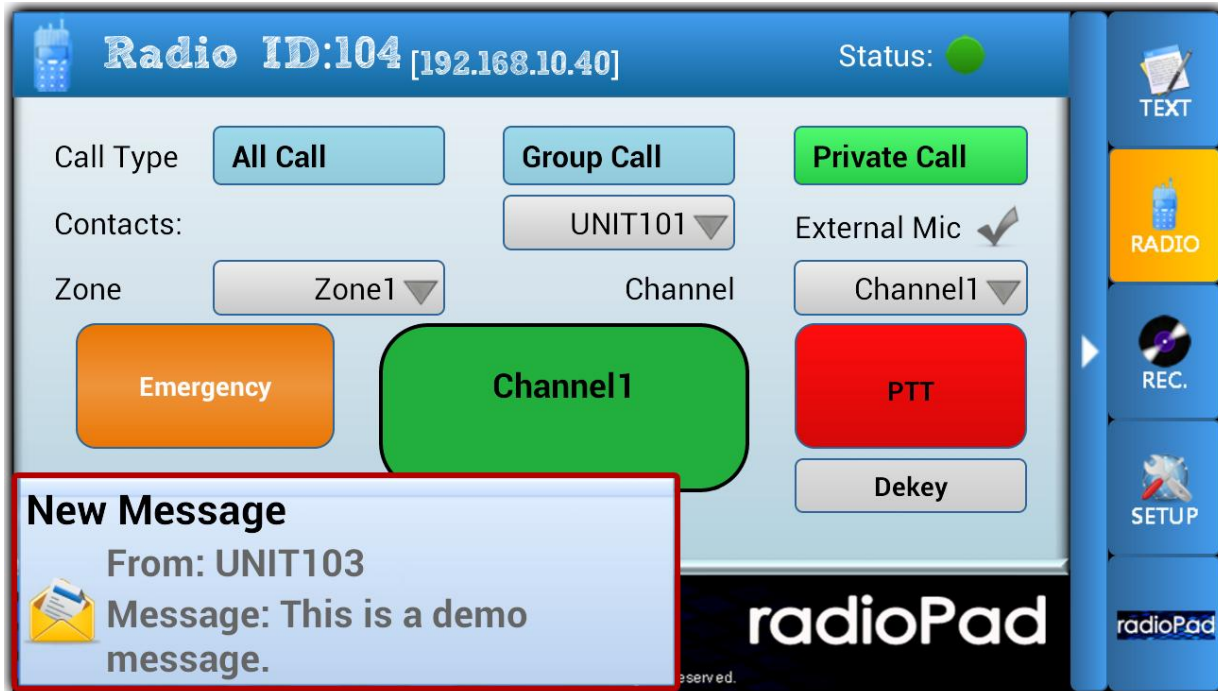 Radio ID:104 [192.168.10.40]
Status:
TEXT
Call Type
All Call
Group Call
Private Call
Contacts:
UNIT101
External Mic
RADIO
Zone
Zone1
Channel
Channel1
Emergency
Channel1
PTT
REC.
Dekey
SETUP
New Message
From: UNIT103
Message: This is a demo
message.
radioPad
radioPad